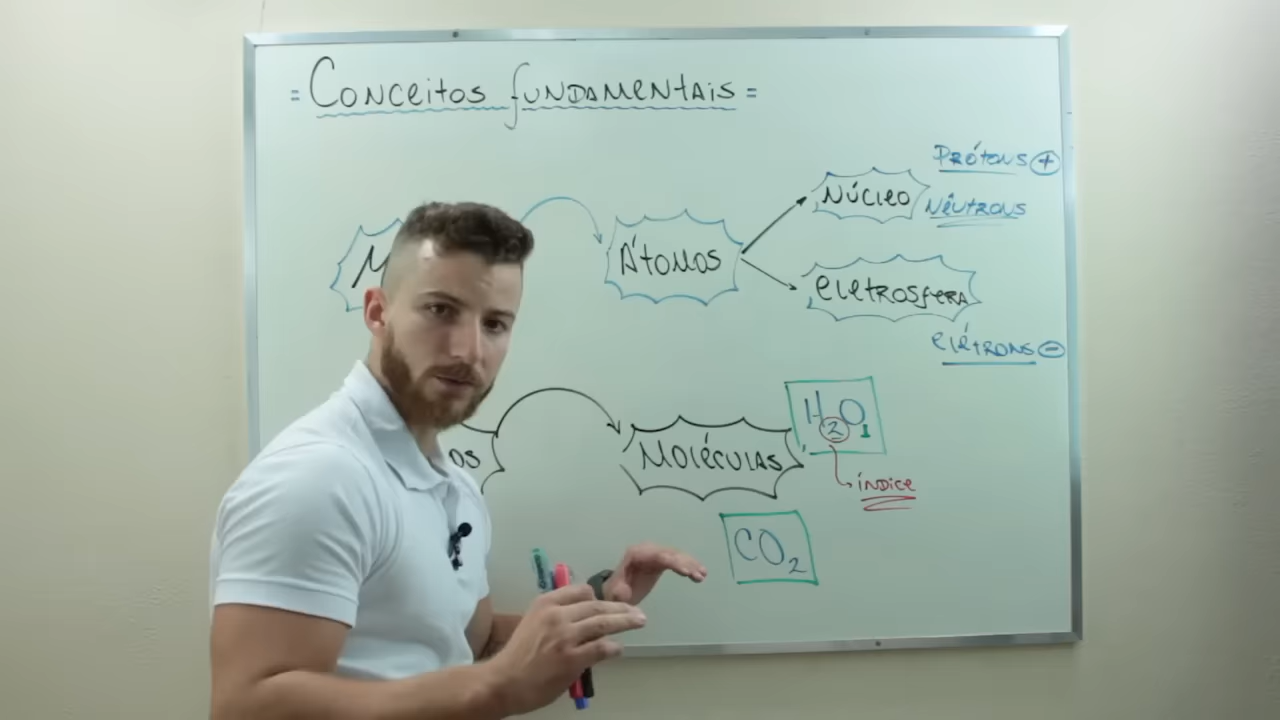 = Conceitos fundamentais =
Prótons +
Núcleo
Nêutrons
Átomos
eletrosfera
elétrons -
H2O1
Moléculas
índice
CO2